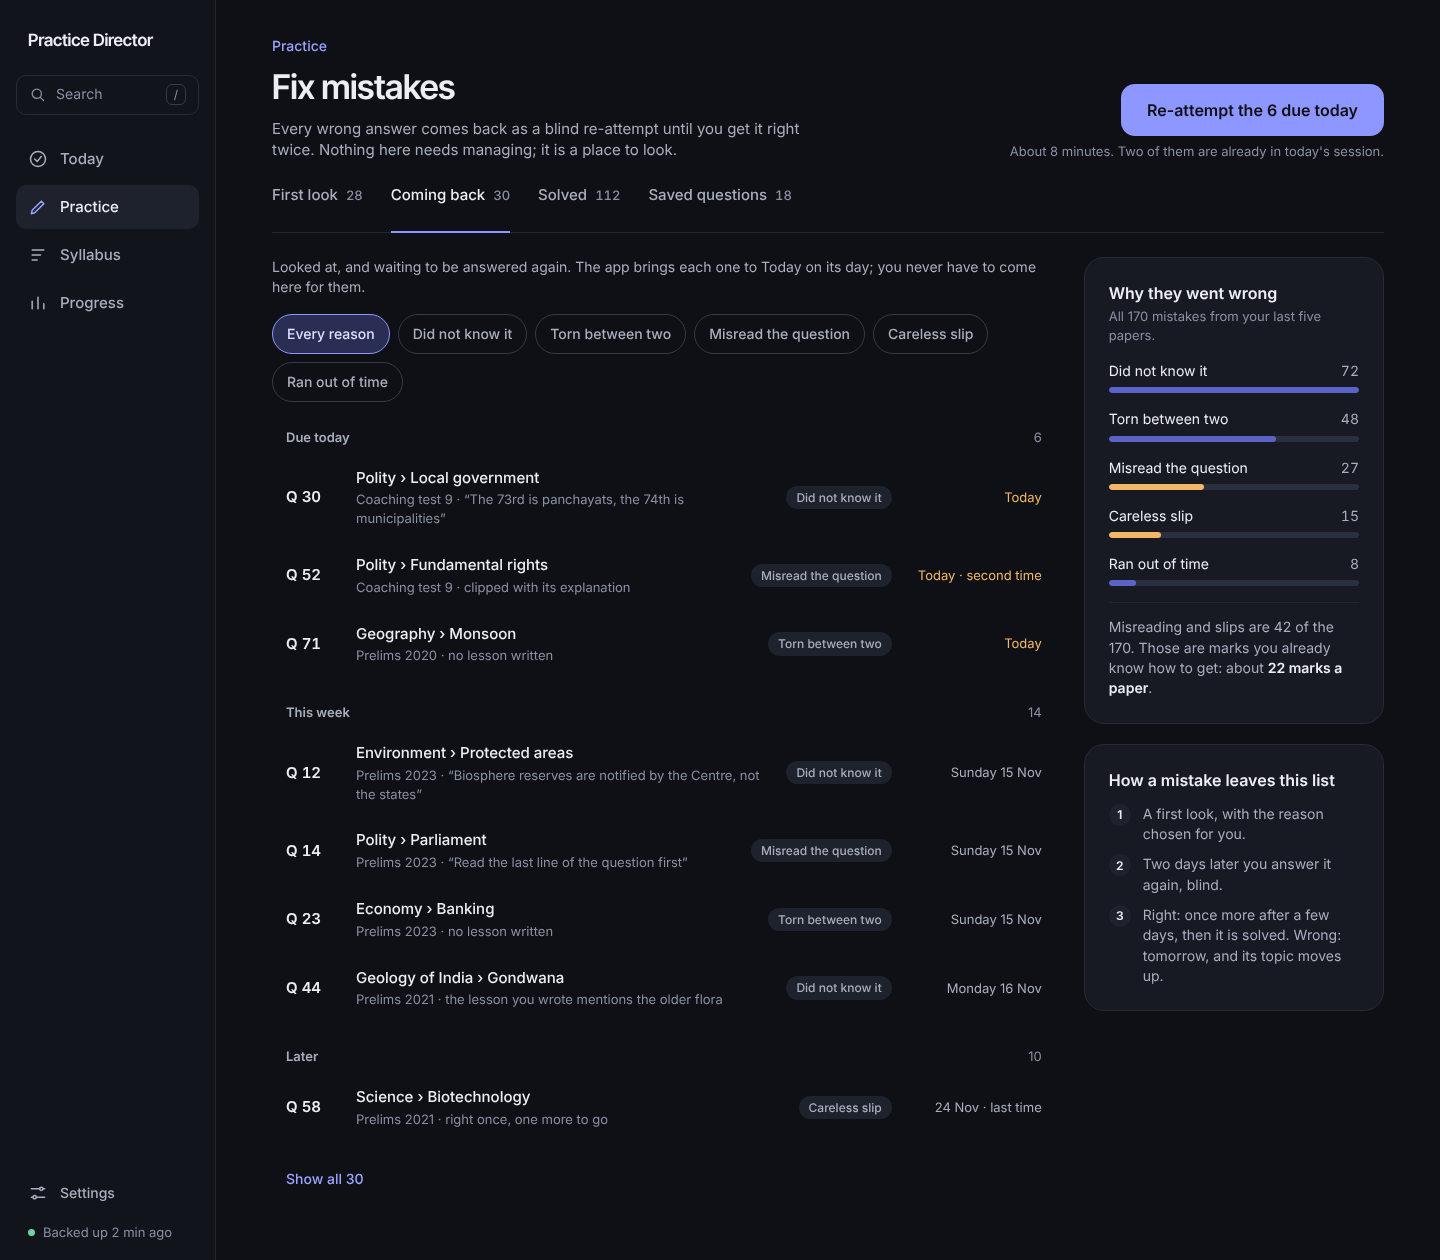 Practice Director
Search /
Today
Practice
Syllabus
Progress
Settings
Backed up 2 min ago
Practice
Fix mistakes
Every wrong answer comes back as a blind re-attempt until you get it right
twice. Nothing here needs managing; it is a place to look.
Re-attempt the 6 due today
About 8 minutes. Two of them are already in today's session.
First look 28 Coming back 30 Solved 112 Saved questions 18
Looked at, and waiting to be answered again. The app brings each one to Today on its day; you never have to come
here for them.
Every reason Did not know it Torn between two Misread the question Careless slip
Ran out of time
Due today 6
Q 30
Polity › Local government
Coaching test 9 · “The 73rd is panchayats, the 74th is
municipalities”
Did not know it
Today
Q 52
Polity › Fundamental rights
Coaching test 9 · clipped with its explanation
Misread the question
Today · second time
Q 71
Geography › Monsoon
Prelims 2020 · no lesson written
Torn between two
Today
This week 14
Q 12
Environment › Protected areas
Prelims 2023 · “Biosphere reserves are notified by the Centre, not
the states”
Did not know it
Sunday 15 Nov
Q 14
Polity › Parliament
Prelims 2023 · “Read the last line of the question first”
Misread the question
Sunday 15 Nov
Q 23
Economy › Banking
Prelims 2023 · no lesson written
Torn between two
Sunday 15 Nov
Q 44
Geology of India › Gondwana
Prelims 2021 · the lesson you wrote mentions the older flora
Did not know it
Monday 16 Nov
Later 10
Q 58
Science › Biotechnology
Prelims 2021 · right once, one more to go
Careless slip
24 Nov · last time
Show all 30
Why they went wrong
All 170 mistakes from your last five
papers.
Did not know it 72
Torn between two 48
Misread the question 27
Careless slip 15
Ran out of time 8
Misreading and slips are 42 of the
170. Those are marks you already
know how to get: about 22 marks a
paper.
How a mistake leaves this list
1 A first look, with the reason
chosen for you.
2 Two days later you answer it
again, blind.
3 Right: once more after a few
days, then it is solved. Wrong:
tomorrow, and its topic moves
up.